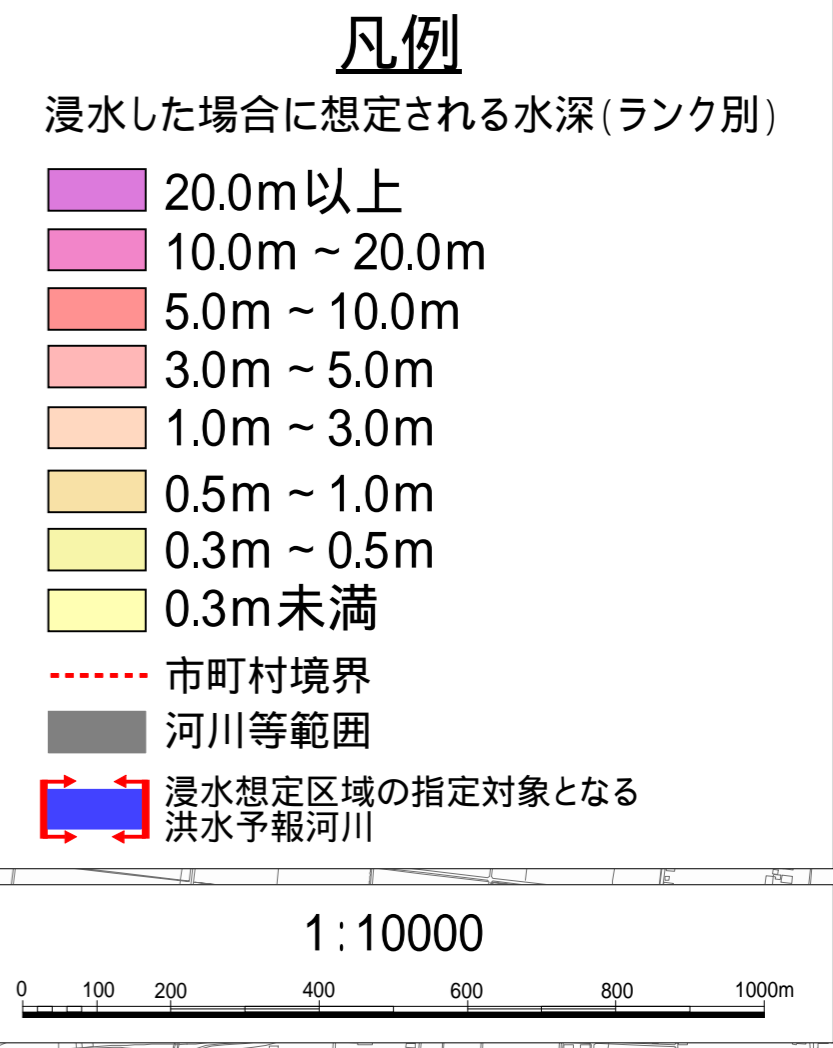 凡例
浸水した場合に想定される水深(ランク別)
20.0m以上
10.0m ~ 20.0m
5.0m ~ 10.0m
3.0m ~ 5.0m
1.0m ~ 3.0m
0.5m ~ 1.0m
0.3m ~ 0.5m
0.3m未満
市町村境界
河川等範囲
浸水想定区域の指定対象となる
洪水予報河川
1:10000
0 100 200 400 600 800 1000m